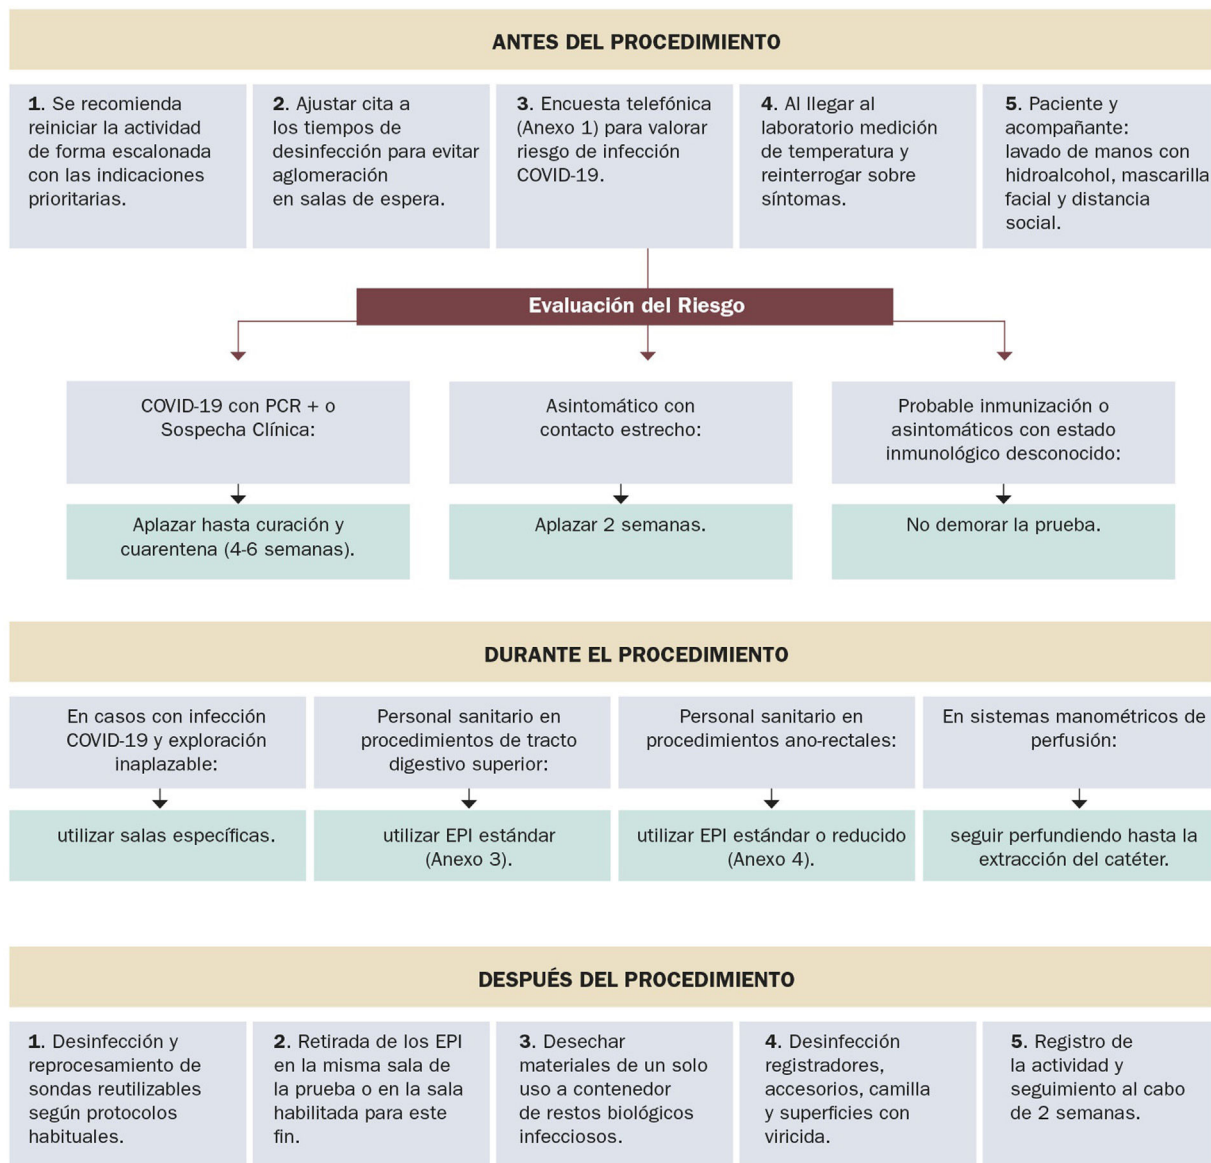 ANTES DEL PROCEDIMIENTO
1. Se recomienda
reiniciar la actividad
de forma escalonada
con las indicaciones
prioritarias.
2. Ajustar cita a
los tiempos de
desinfección para evitar
aglomeración
en salas de espera.
3. Encuesta telefónica
(Anexo 1) para valorar
riesgo de infección
COVID-19.
4. Al llegar al
laboratorio medición
de temperatura y
reinterrogar sobre
síntomas.
5. Paciente y
acompañante:
lavado de manos con
hidroalcohol, mascarilla
facial y distancia
social.
Evaluación del Riesgo
COVID-19 con PCR + o
Sospecha Clínica:
Asintomático con
contacto estrecho:
Probable inmunización o
asintomáticos con estado
inmunológico desconocido:
Aplazar hasta curación y
cuarentena (4-6 semanas).
Aplazar 2 semanas.
No demorar la prueba.
DURANTE EL PROCEDIMIENTO
En casos con infección
COVID-19 y exploración
inaplazable:
Personal sanitario en
procedimientos de tracto
digestivo superior:
Personal sanitario en
procedimientos ano-rectales:
En sistemas manométricos de
perfusión:
utilizar salas específicas.
utilizar EPI estándar
(Anexo 3).
utilizar EPI estándar o reducido
(Anexo 4).
seguir perfundiendo hasta la
extracción del catéter.
DESPUÉS DEL PROCEDIMIENTO
1. Desinfección y
reprocesamiento de
sondas reutilizables
según protocolos
habituales.
2. Retirada de los EPI
en la misma sala de
la prueba o en la sala
habilitada para este
fin.
3. Desechar
materiales de un solo
uso a contenedor
de restos biológicos
infecciosos.
4. Desinfección
registradores,
accesorios, camilla
y superficies con
viricida.
5. Registro de
la actividad y
seguimiento al cabo
de 2 semanas.